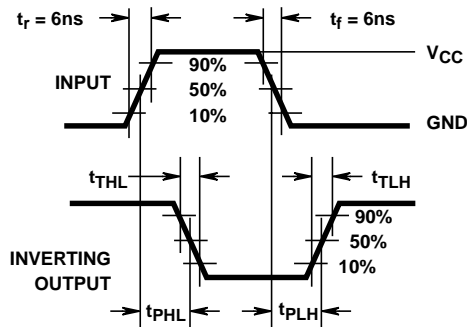 tr = 6ns
tf = 6ns
VCC
90%
INPUT
50%
10%
GND
tTHL
tTLH
90%
50%
INVERTING
OUTPUT
10%
tPHL
tPLH